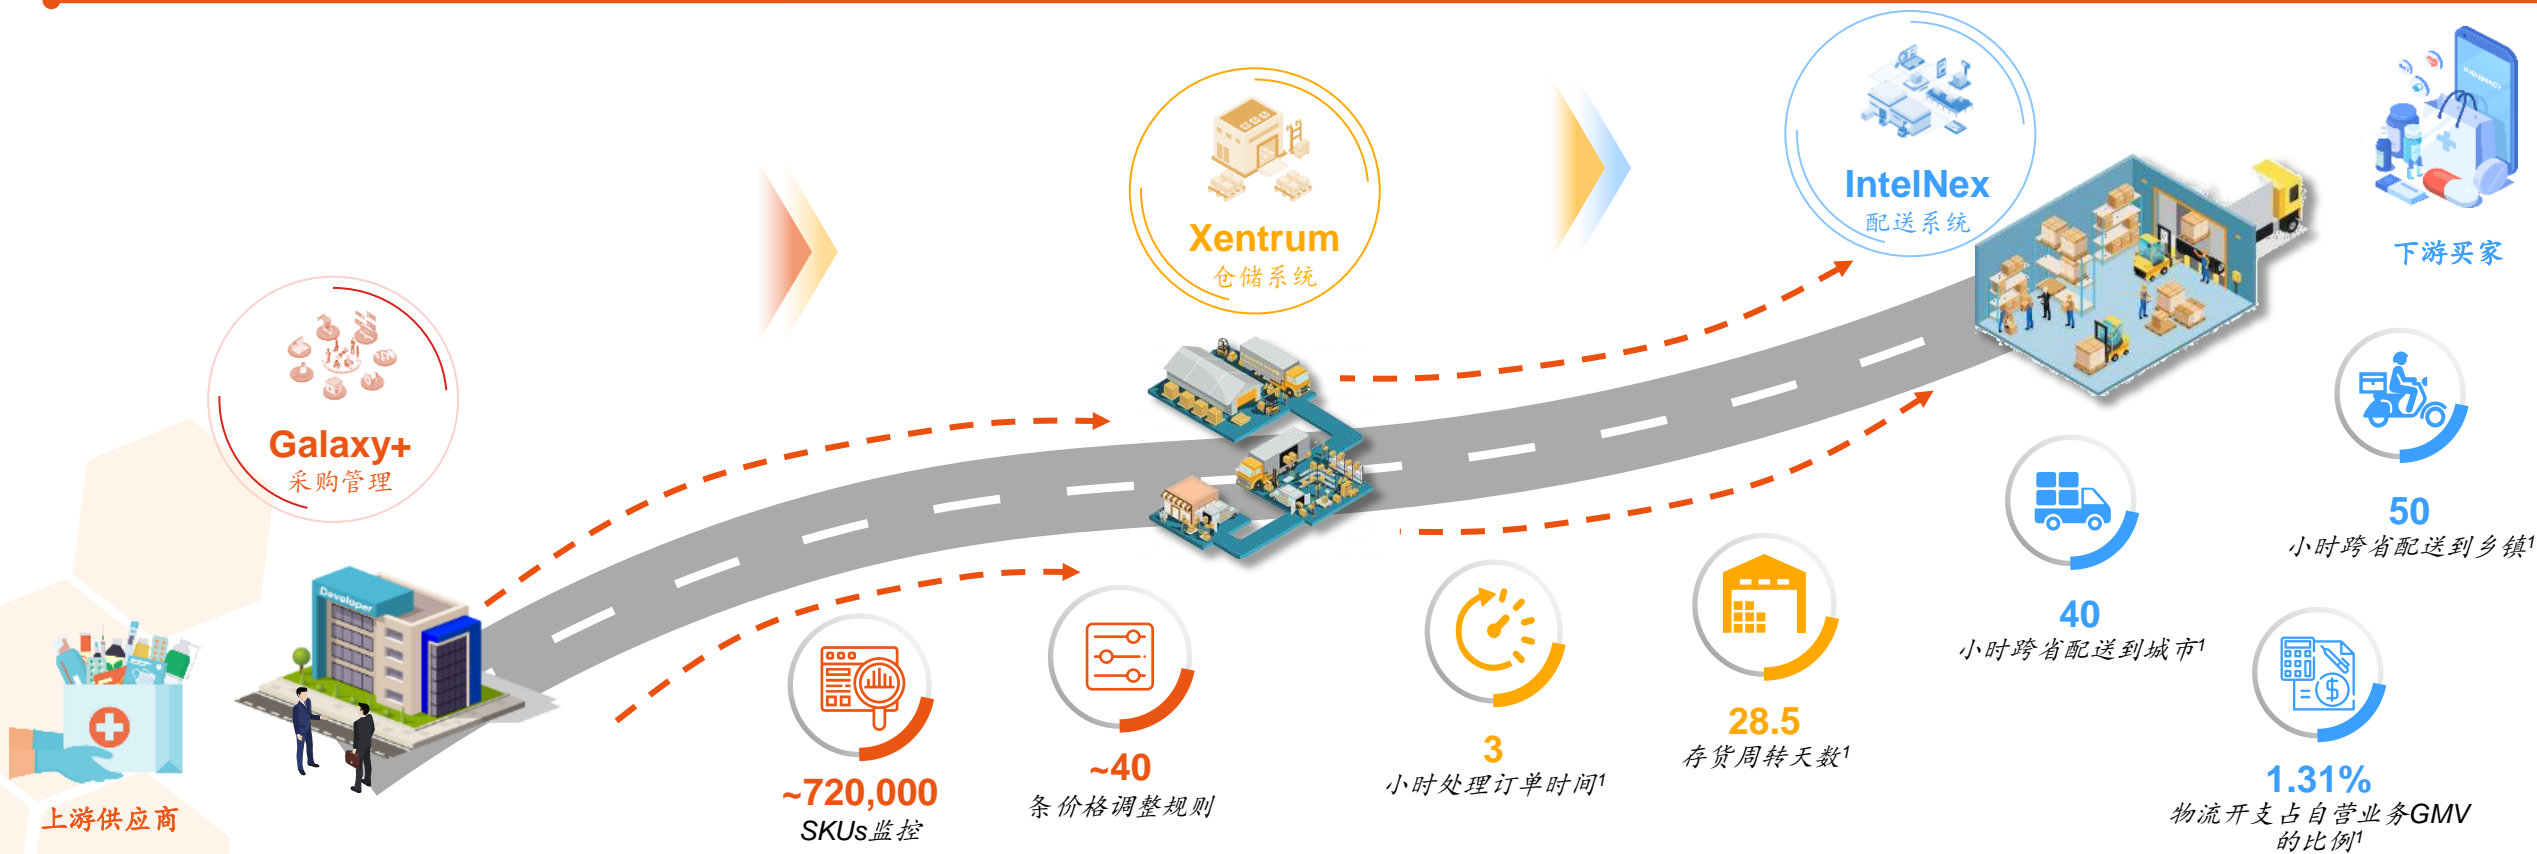 Galaxy+
采购管理
Xentrum
仓储系统
IntelNex
配送系统
下游买家
上游供应商
Developer
~720,000
SKUs监控
~40
条价格调整规则
3
小时处理订单时间¹
28.5
存货周转天数¹
40
小时跨省配送到城市¹
50
小时跨省配送到乡镇¹
1.31%
物流开支占自营业务GMV
的比例¹